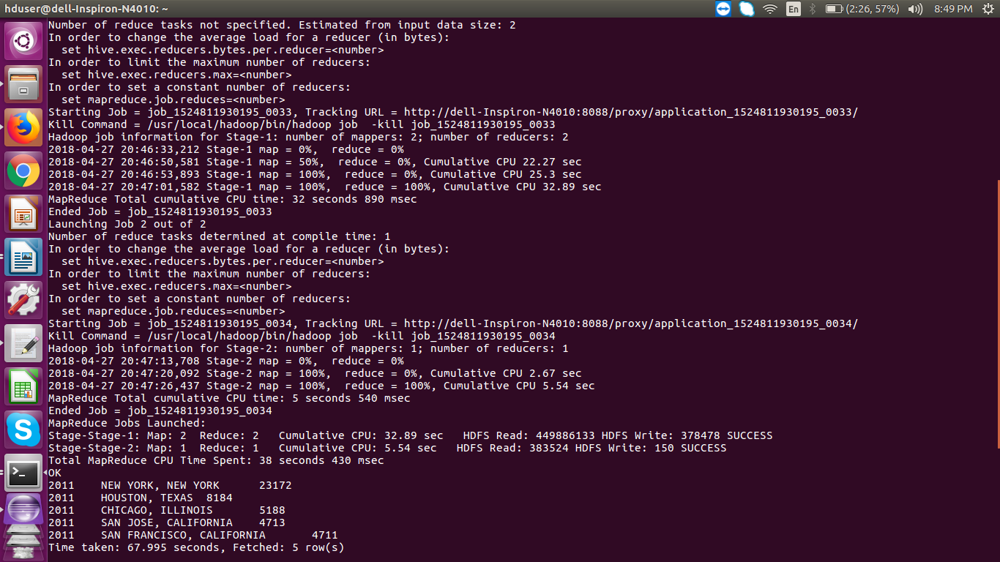 hduser@dell-Inspiron-N4010: ~
En
(2:26, 57%)
8:49 PM
Number of reduce tasks not specified. Estimated from input data size: 2
In order to change the average load for a reducer (in bytes):
  set hive.exec.reducers.bytes.per.reducer=<number>
In order to limit the maximum number of reducers:
  set hive.exec.reducers.max=<number>
In order to set a constant number of reducers:
  set mapreduce.job.reduces=<number>
Starting Job = job_1524811930195_0033, Tracking URL = http://dell-Inspiron-N4010:8088/proxy/application_1524811930195_0033/
Kill Command = /usr/local/hadoop/bin/hadoop job  -kill job_1524811930195_0033
Hadoop job information for Stage-1: number of mappers: 2; number of reducers: 2
2018-04-27 20:46:33,212 Stage-1 map = 0%,  reduce = 0%
2018-04-27 20:46:50,581 Stage-1 map = 50%,  reduce = 0%, Cumulative CPU 22.27 sec
2018-04-27 20:46:53,893 Stage-1 map = 100%,  reduce = 0%, Cumulative CPU 25.3 sec
2018-04-27 20:47:01,582 Stage-1 map = 100%,  reduce = 100%, Cumulative CPU 32.89 sec
MapReduce Total cumulative CPU time: 32 seconds 890 msec
Ended Job = job_1524811930195_0033
Launching Job 2 out of 2
Number of reduce tasks determined at compile time: 1
In order to change the average load for a reducer (in bytes):
  set hive.exec.reducers.bytes.per.reducer=<number>
In order to limit the maximum number of reducers:
  set hive.exec.reducers.max=<number>
In order to set a constant number of reducers:
  set mapreduce.job.reduces=<number>
Starting Job = job_1524811930195_0034, Tracking URL = http://dell-Inspiron-N4010:8088/proxy/application_1524811930195_0034/
Kill Command = /usr/local/hadoop/bin/hadoop job  -kill job_1524811930195_0034
Hadoop job information for Stage-2: number of mappers: 1; number of reducers: 1
2018-04-27 20:47:13,708 Stage-2 map = 0%,  reduce = 0%
2018-04-27 20:47:20,092 Stage-2 map = 100%,  reduce = 0%, Cumulative CPU 2.67 sec
2018-04-27 20:47:26,437 Stage-2 map = 100%,  reduce = 100%, Cumulative CPU 5.54 sec
MapReduce Total cumulative CPU time: 5 seconds 540 msec
Ended Job = job_1524811930195_0034
MapReduce Jobs Launched:
Stage-Stage-1: Map: 2  Reduce: 2   Cumulative CPU: 32.89 sec   HDFS Read: 449886133 HDFS Write: 378478 SUCCESS
Stage-Stage-2: Map: 1  Reduce: 1   Cumulative CPU: 5.54 sec   HDFS Read: 383524 HDFS Write: 150 SUCCESS
Total MapReduce CPU Time Spent: 38 seconds 430 msec
OK
2011    NEW YORK, NEW YORK      23172
2011    HOUSTON, TEXAS  8184
2011    CHICAGO, ILLINOIS       5188
2011    SAN JOSE, CALIFORNIA    4713
2011    SAN FRANCISCO, CALIFORNIA       4711
Time taken: 67.995 seconds, Fetched: 5 row(s)